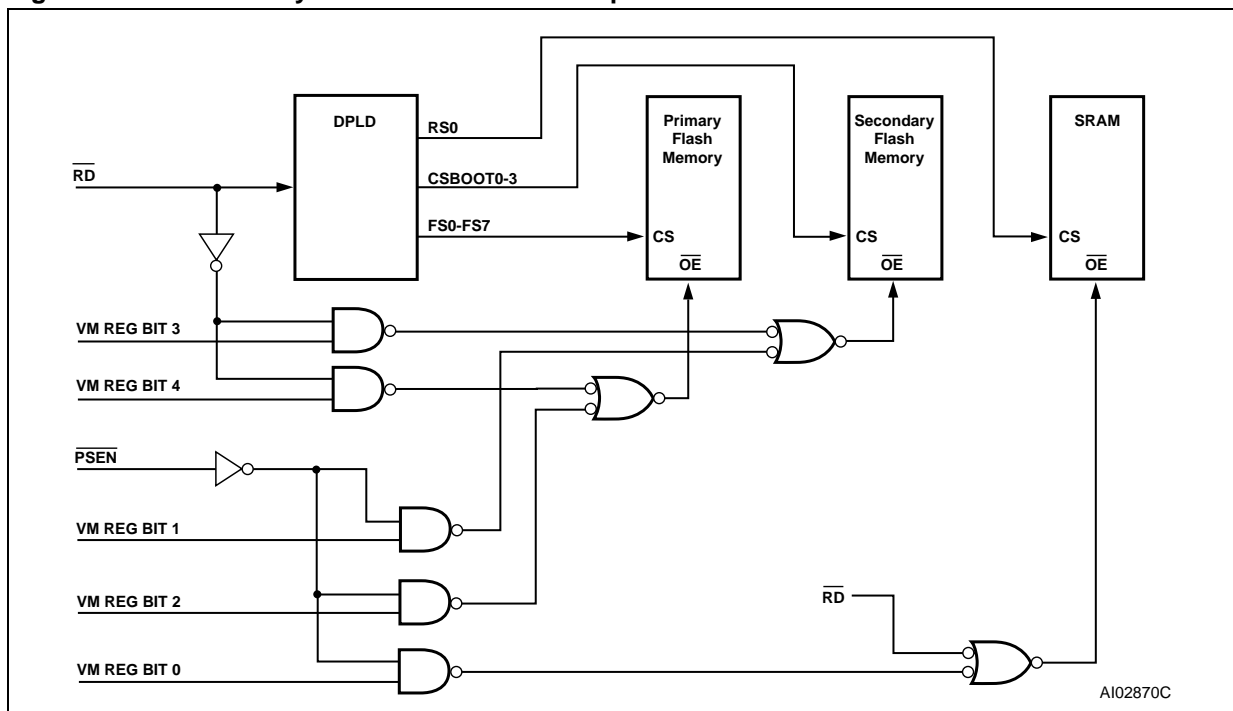 DPLD
RS0
CSBOOT0-3
FS0-FS7
Primary
Flash
Memory
CS
OE
Secondary
Flash
Memory
CS
OE
SRAM
CS
OE
RD
VM REG BIT 3
VM REG BIT 4
PSEN
VM REG BIT 1
VM REG BIT 2
VM REG BIT 0
RD
AI02870C